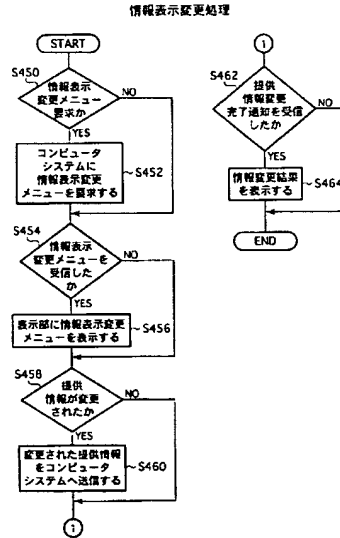 情報表示変更処理
START
S450
情報表示
変更メニュー
要求か
NO
YES
コンピュータ
システムに
情報表示変更
メニューを要求する
S452
S454
情報表示
変更メニューを
受信した
か
NO
YES
表示部に情報表示変更
メニューを表示する
S456
S458
提供
情報が変更
されたか
NO
YES
変更された提供情報
をコンピュータ
システムへ送信する
S460
1
1
S462
提供
情報変更
完了通知を受信
したか
NO
YES
情報変更結果
を表示する
S464
END